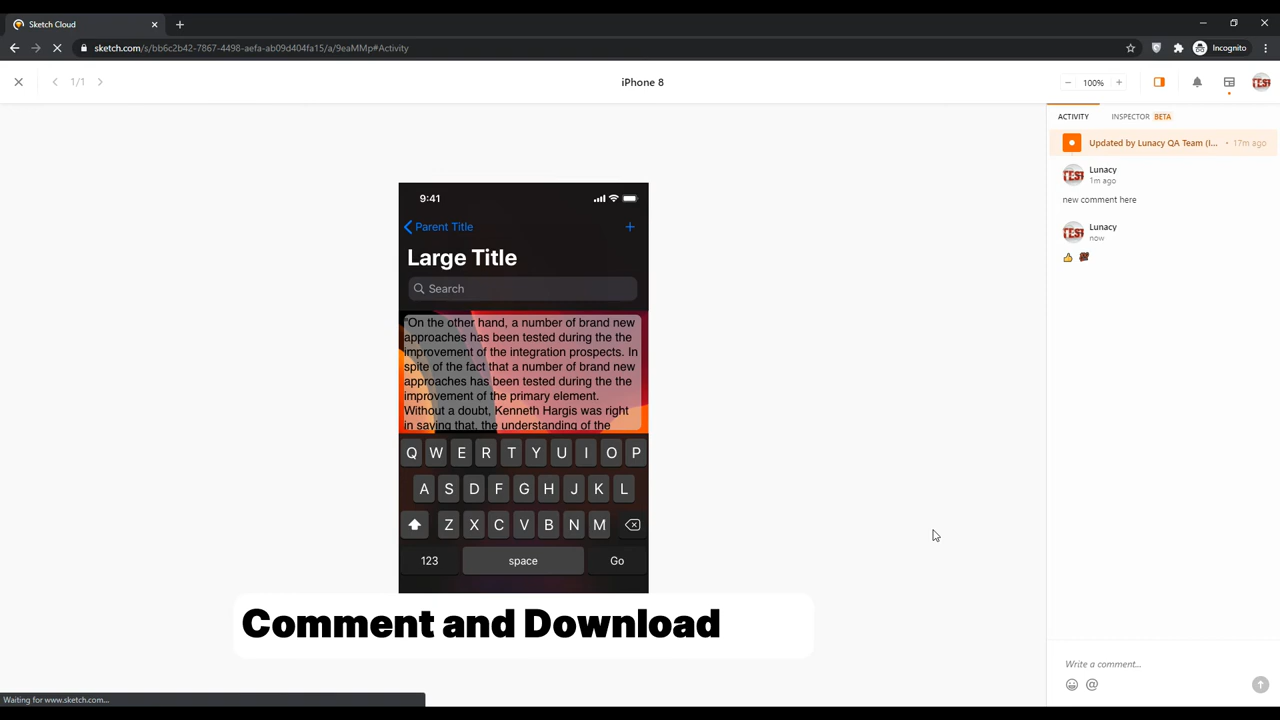 Sketch Cloud
sketch.com/s/bb6c2b42-7867-4498-aefa-ab09d404fa15/a/9eaMMp#Activity
Incognito
1/1
iPhone 8
100%
TEST
ACTIVITY
INSPECTOR BETA
Updated by Lunacy QA Team (I... • 17m ago
TEST
Lunacy
1m ago
new comment here
TEST
Lunacy
now
9:41
Parent Title
Large Title
Search
"On the other hand, a number of brand new
approaches has been tested during the the
improvement of the integration prospects. In
spite of the fact that a number of brand new
approaches has been tested during the the
improvement of the primary element.
Without a doubt, Kenneth Hargis was right
in saying that, the understanding of the
Q W E R T Y U I O P
A S D F G H J K L
Z X C V B N M
123 space Go
Comment and Download
Write a comment...
@
Waiting for www.sketch.com...